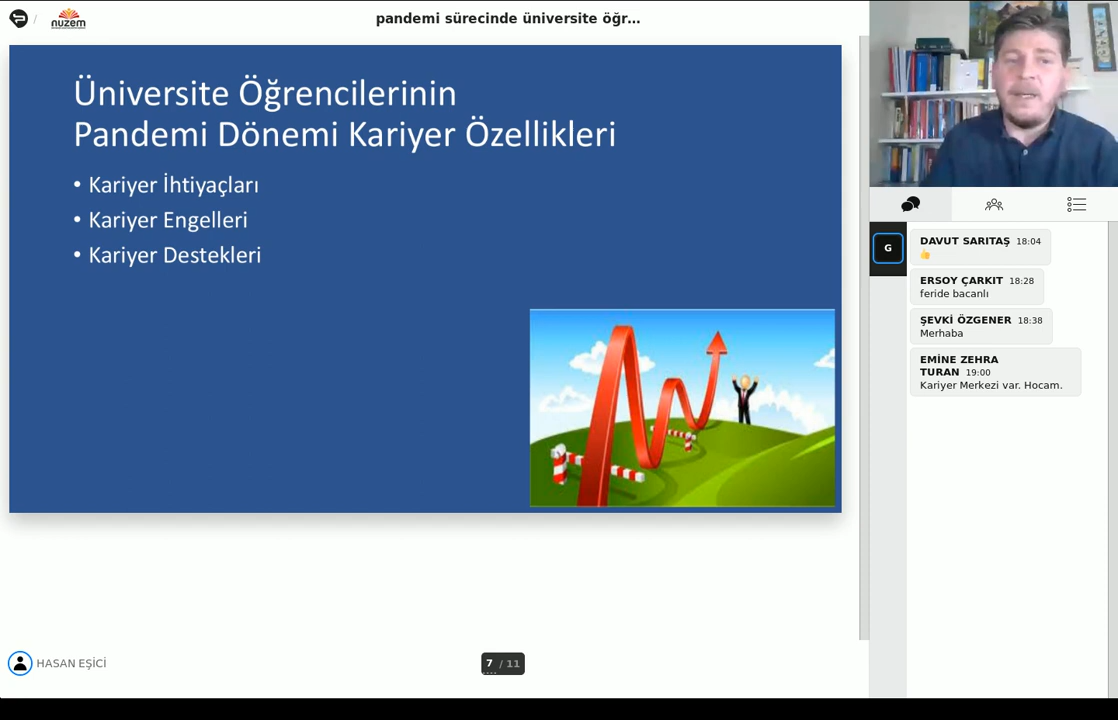 /
nuzem
pandemi sürecinde üniversite öğr...
Üniversite Öğrencilerinin
Pandemi Dönemi Kariyer Özellikleri
• Kariyer İhtiyaçları
• Kariyer Engelleri
• Kariyer Destekleri
G
DAVUT SARITAŞ 18:04
👍
ERSOY ÇARKIT 18:28
feride bacanlı
ŞEVKİ ÖZGENER 18:38
Merhaba
EMİNE ZEHRA
TURAN 19:00
Kariyer Merkezi var. Hocam.
HASAN EŞİCİ
7 / 11